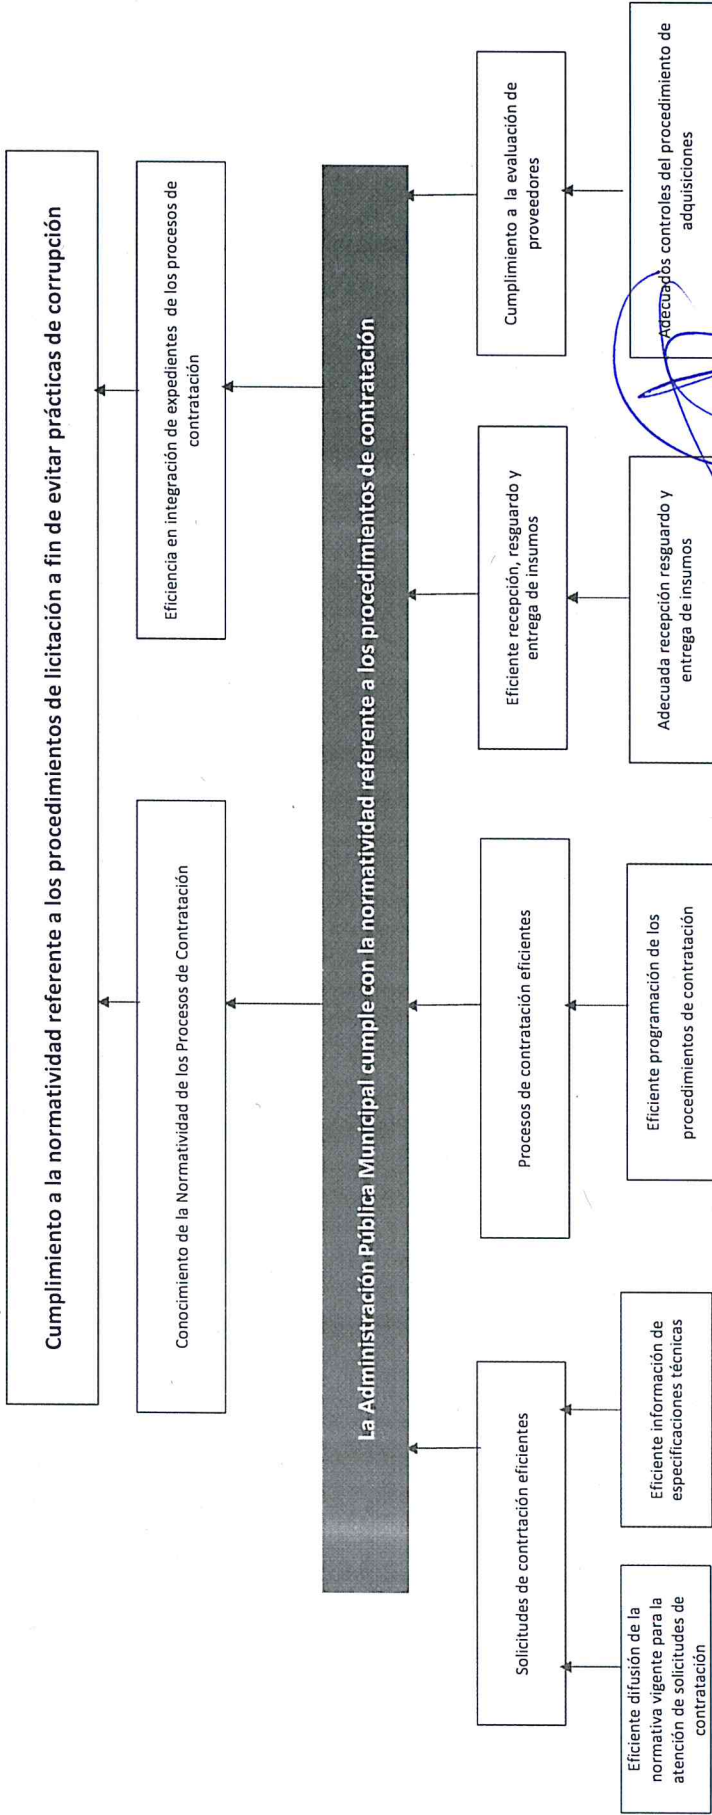 Cumplimiento a la normatividad referente a los procedimientos de licitación a fin de evitar prácticas de corrupción
Conocimiento de la Normatividad de los Procesos de Contratación
Eficiencia en integración de expedientes de los procesos de
contratación
La Administración Pública Municipal cumple con la normatividad referente a los procedimientos de contratación
Solicitudes de contrtación eficientes
Procesos de contratación eficientes
Eficiente recepción, resguardo y
entrega de insumos
Cumplimiento a la evaluación de
proveedores
Eficiente difusión de la
normativa vigente para la
atención de solicitudes de
contratación
Eficiente información de
especificaciones técnicas
Eficiente programación de los
procedimientos de contratación
Adecuada recepción resguardo y
entrega de insumos
Adecuados controles del procedimiento de
adquisiciones